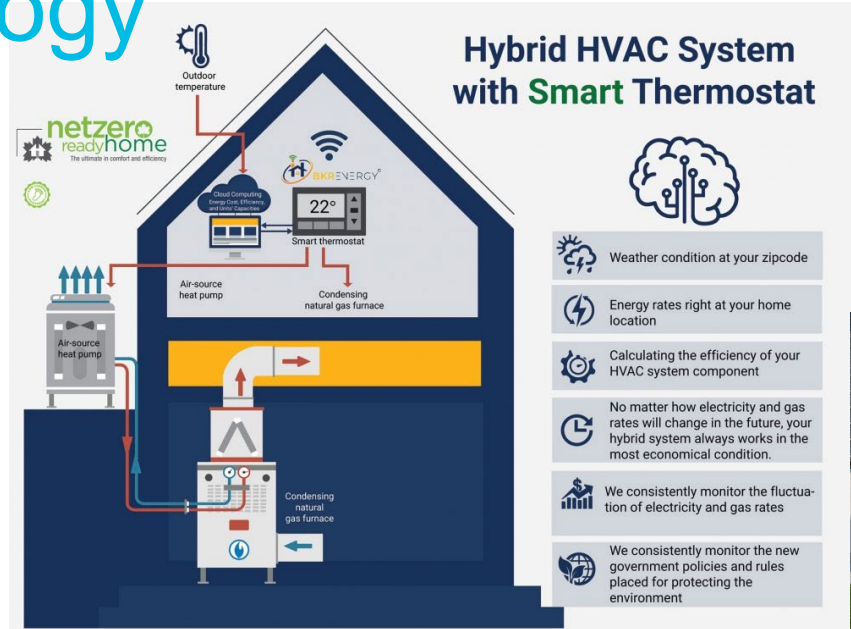 ogy
Hybrid HVAC System
with Smart Thermostat
Outdoor
temperature
netzero
readyhome
The ultimate in comfort and efficiency
BKRENERGY®
Cloud Computing
Energy Cost, Efficiency,
and Units' Capacities
22°
Smart thermostat
Air-source
heat pump
Condensing
natural gas furnace
Air-source
heat pump
Condensing
natural
gas furnace
Weather condition at your zipcode
Energy rates right at your home
location
Calculating the efficiency of your
HVAC system component
No matter how electricity and gas
rates will change in the future, your
hybrid system always works in the
most economical condition.
We consistently monitor the fluctua-
tion of electricity and gas rates
We consistently monitor the new
government policies and rules
placed for protecting the
environment